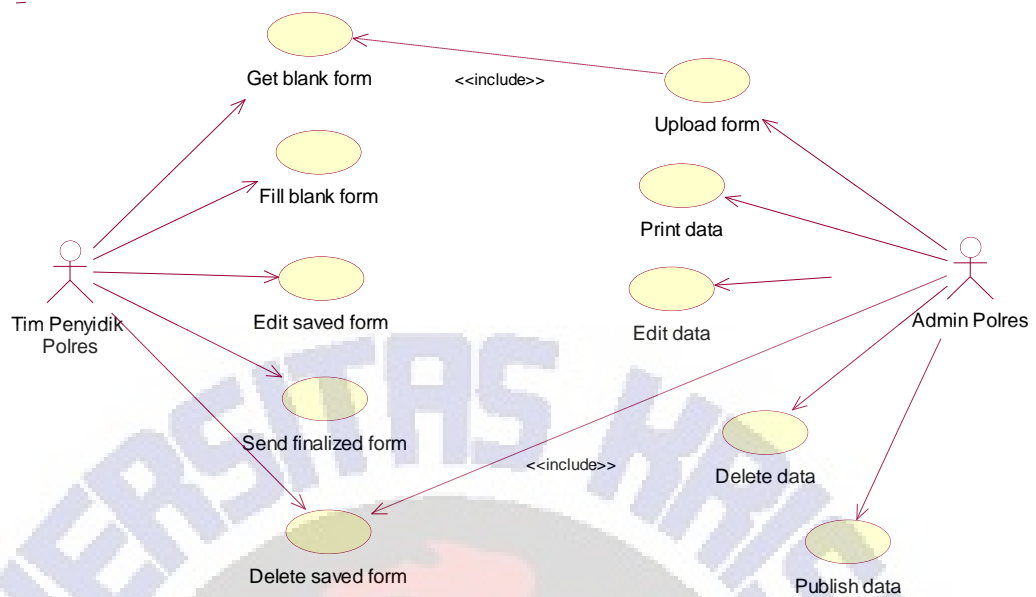 Get blank form
<<include>>
Upload form
Fill blank form
Print data
Tim Penyidik
Polres
Edit saved form
Edit data
Admin Polres
Send finalized form
<<include>>
Delete data
Delete saved form
Publish data